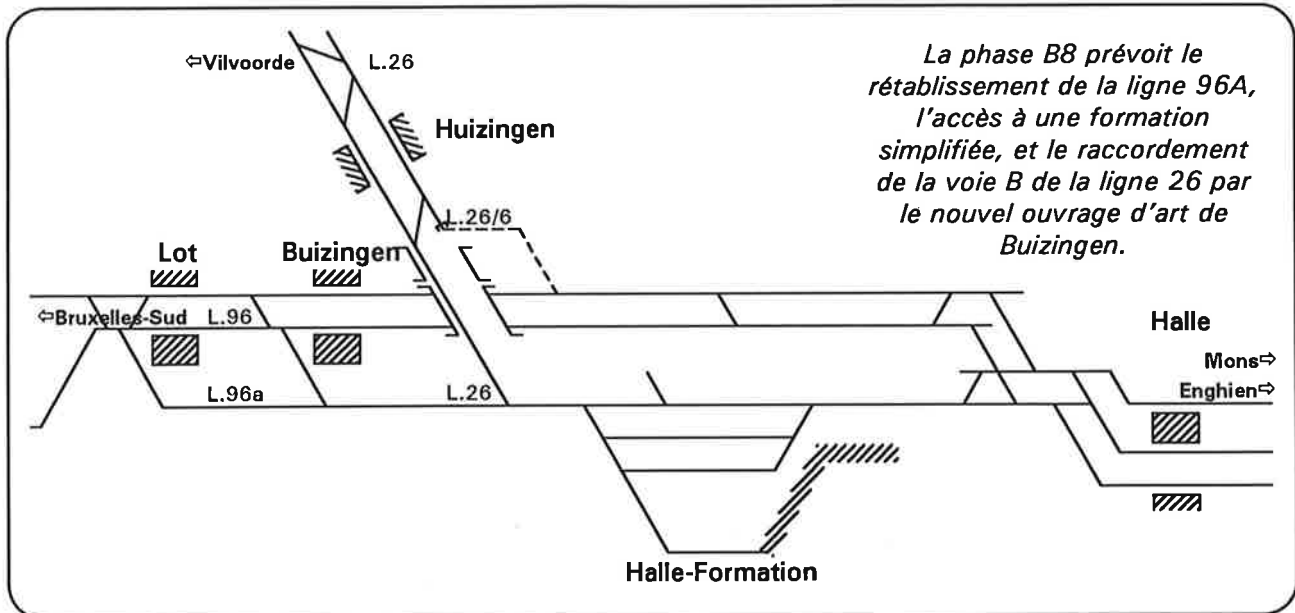 La phase B8 prévoit le
rétablissement de la ligne 96A,
l'accès à une formation
simplifiée, et le raccordement
de la voie B de la ligne 26 par
le nouvel ouvrage d'art de
Buizingen.
⇦Vilvoorde
L.26
Huizingen
L.26/6
Lot
Buizingen
⇦Bruxelles-Sud
L.96
Halle
Mons⇨
Enghien⇨
L.96a
L.26
Halle-Formation